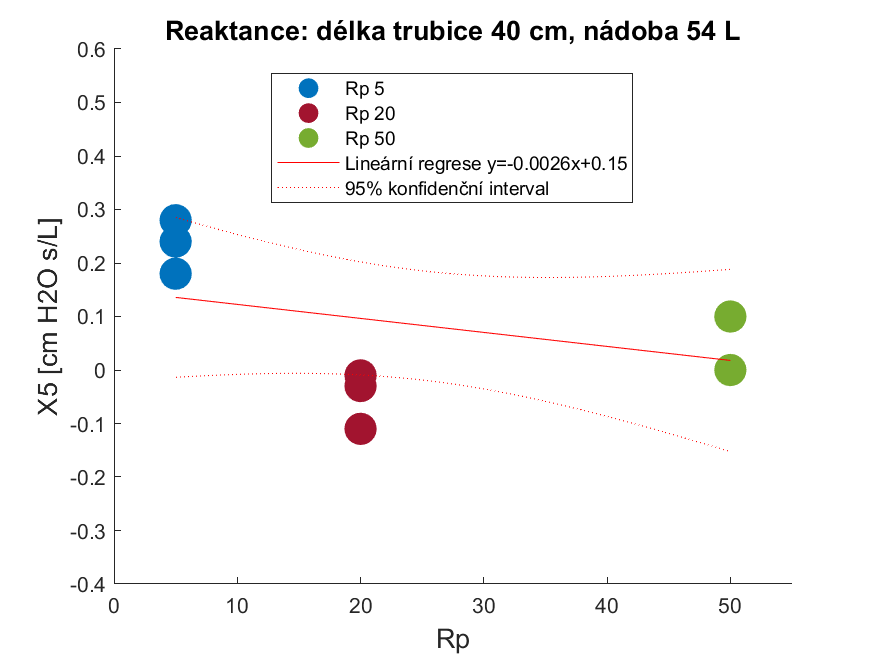 Reaktance: délka trubice 40 cm, nádoba 54 L
0.6
0.5
0.4
0.3
0.2
0.1
0
-0.1
-0.2
-0.3
-0.4
X5 [cm H2O s/L]
Rp 5
Rp 20
Rp 50
Lineární regrese y=-0.0026x+0.15
95% konfidenční interval
0 10 20 30 40 50
Rp